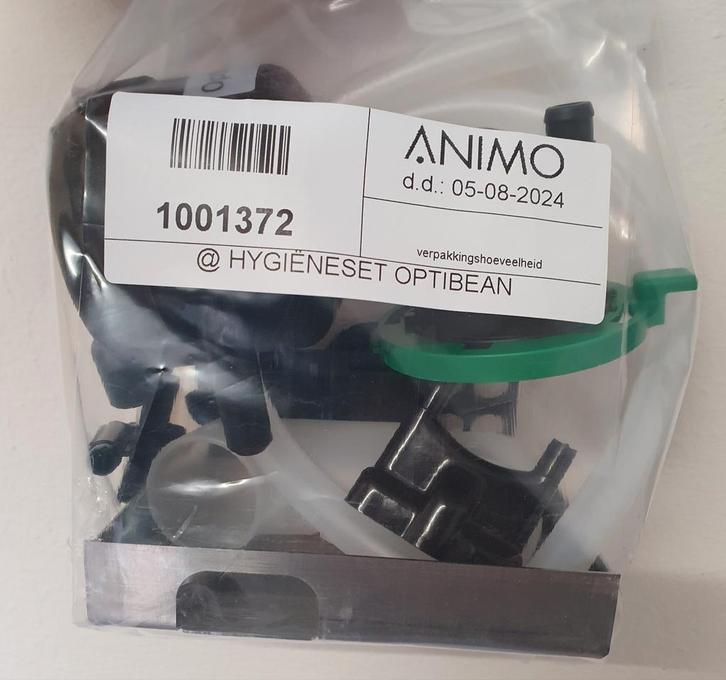 ANIMO
d.d.: 05-08-2024
1001372
verpakkingshoeveelheid
@ HYGIËNESET OPTIBEAN